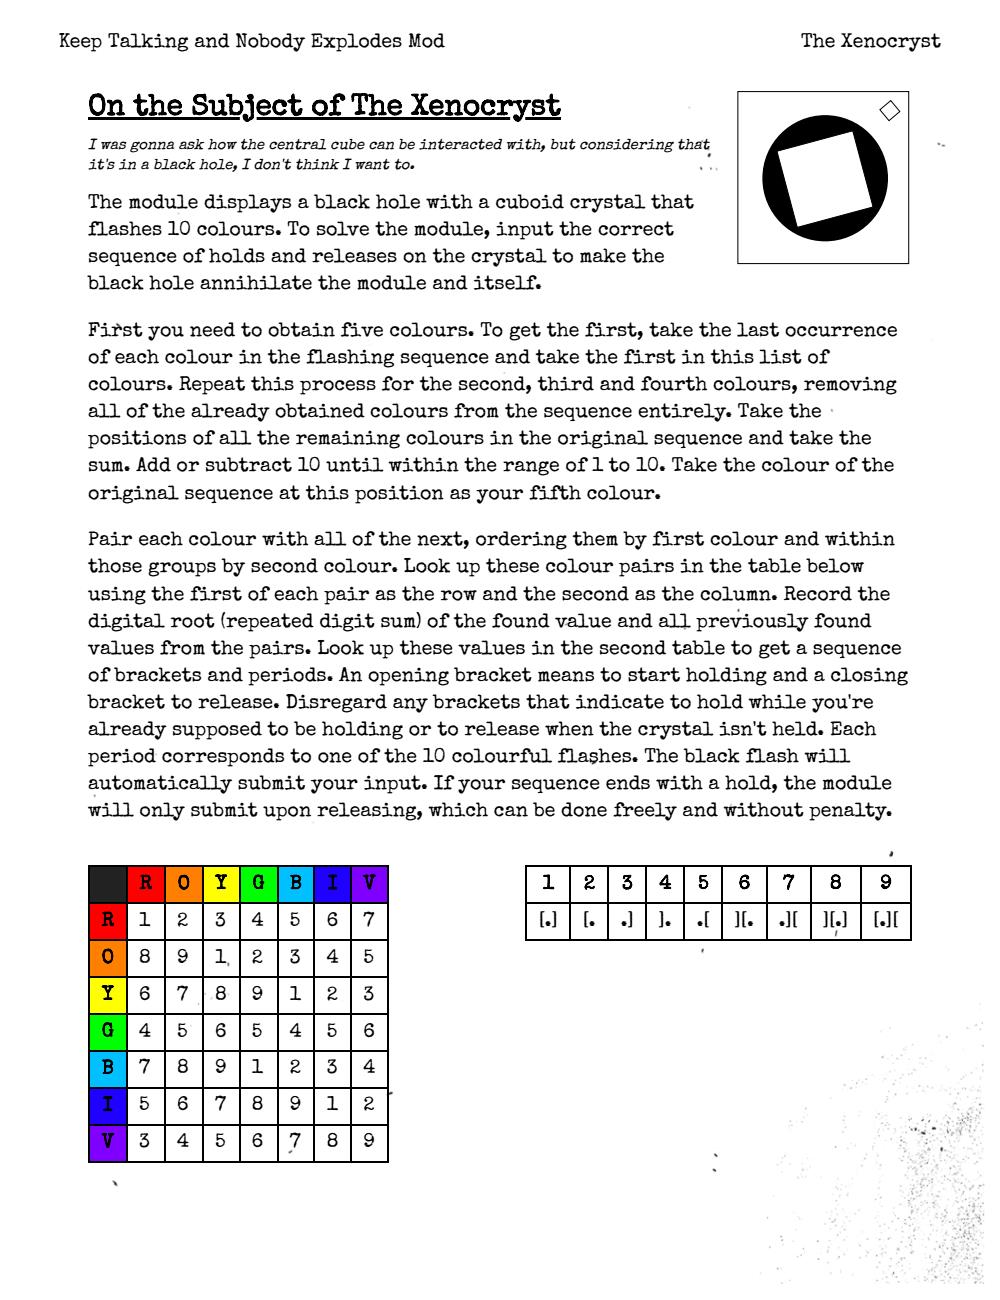 Keep Talking and Nobody Explodes Mod
The Xenocryst
On the Subject of The Xenocryst
I was gonna ask how the central cube can be interacted with, but considering that
it's in a black hole, I don't think I want to.
The module displays a black hole with a cuboid crystal that
flashes 10 colours. To solve the module, input the correct
sequence of holds and releases on the crystal to make the
black hole annihilate the module and itself.
First you need to obtain five colours. To get the first, take the last occurrence
of each colour in the flashing sequence and take the first in this list of
colours. Repeat this process for the second, third and fourth colours, removing
all of the already obtained colours from the sequence entirely. Take the
positions of all the remaining colours in the original sequence and take the
sum. Add or subtract 10 until within the range of 1 to 10. Take the colour of the
original sequence at this position as your fifth colour.
Pair each colour with all of the next, ordering them by first colour and within
those groups by second colour. Look up these colour pairs in the table below
using the first of each pair as the row and the second as the column. Record the
digital root (repeated digit sum) of the found value and all previously found
values from the pairs. Look up these values in the second table to get a sequence
of brackets and periods. An opening bracket means to start holding and a closing
bracket to release. Disregard any brackets that indicate to hold while you're
already supposed to be holding or to release when the crystal isn't held. Each
period corresponds to one of the 10 colourful flashes. The black flash will
automatically submit your input. If your sequence ends with a hold, the module
will only submit upon releasing, which can be done freely and without penalty.
R O Y G B I V
R 1 2 3 4 5 6 7
O 8 9 1 2 3 4 5
Y 6 7 8 9 1 2 3
G 4 5 6 5 4 5 6
B 7 8 9 1 2 3 4
I 5 6 7 8 9 1 2
V 3 4 5 6 7 8 9
1 2 3 4 5 6 7 8 9
[.] [. .] ]. .[ ][. .][ ][.] [.][